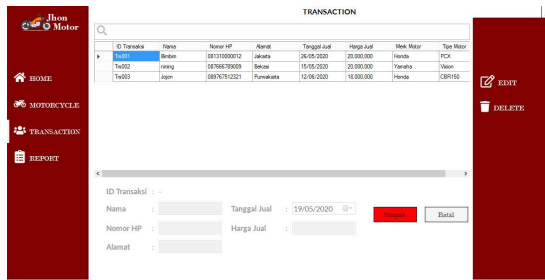 Jhon
Motor
TRANSACTION
HOME
MOTORCYCLE
TRANSACTION
REPORT
ID Transaksi Nama Nomor HP Alamat Tanggal Jual Harga Jual Merk Motor Tipe Motor
Trs001 Bimbim 081310000012 Jakarta 26/05/2020 20,000,000 Honda PCX
Trs002 087666789009 Bekasi 15/05/2020 20,000,000 Yamaha
Trs003 Jojon 089767512321 Purwakarta 12/06/2020 18,000,000 Honda CBR150
EDIT
DELETE
ID Transaksi : -
Nama : Tanggal Jual : 19/05/2020
Nomor HP : Harga Jual :
Alamat :
Batal